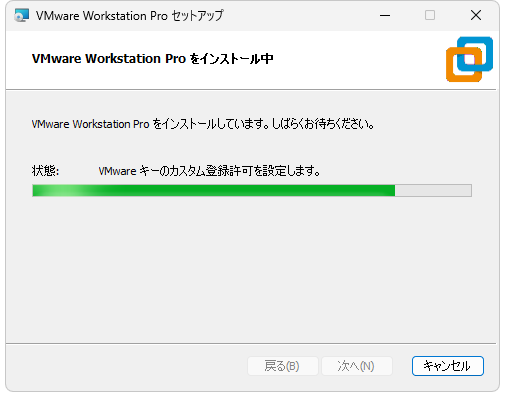 VMware Workstation Pro セットアップ
VMware Workstation Pro をインストール中
VMware Workstation Pro をインストールしています。しばらくお待ちください。
状態: VMware キーのカスタム登録許可を設定します。
戻る(B) 次へ(N) キャンセル